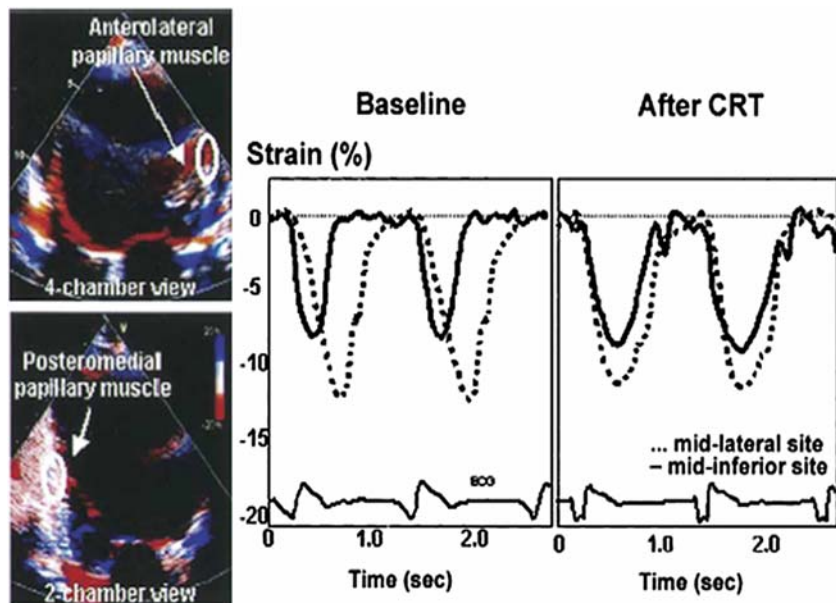 Anterolateral
papillary muscle
5
10
4-chamber view
V
Posteromedial
papillary muscle
2-chamber view
Baseline
After CRT
Strain (%)
0
-5
-10
-15
-20
ECG
... mid-lateral site
– mid-inferior site
0 1.0 2.0
0 1.0 2.0
Time (sec)
Time (sec)